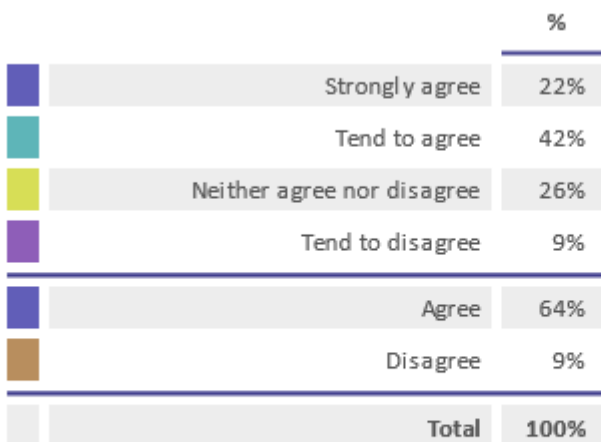 %
Strongly agree 22%
Tend to agree 42%
Neither agree nor disagree 26%
Tend to disagree 9%
Agree 64%
Disagree 9%
Total 100%